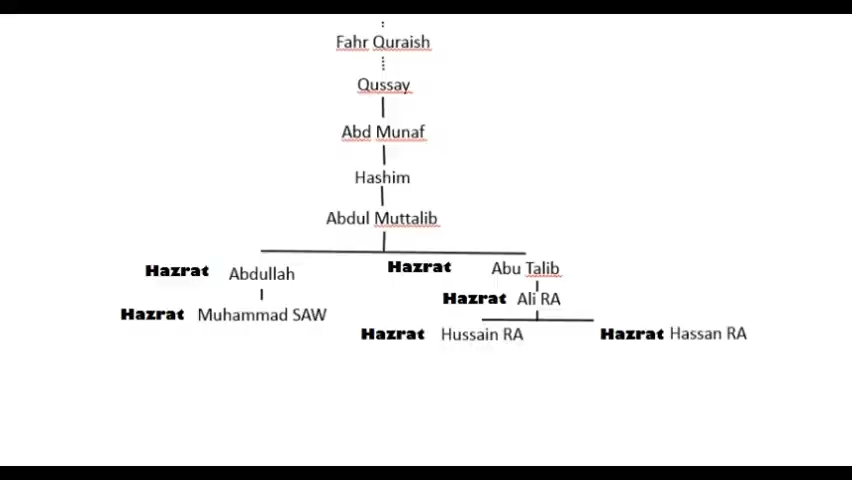 Fahr Quraish
Qussay
Abd Munaf
Hashim
Abdul Muttalib
Hazrat Abdullah Hazrat Abu Talib
Hazrat Ali RA
Hazrat Muhammad SAW
Hazrat Hussain RA Hazrat Hassan RA